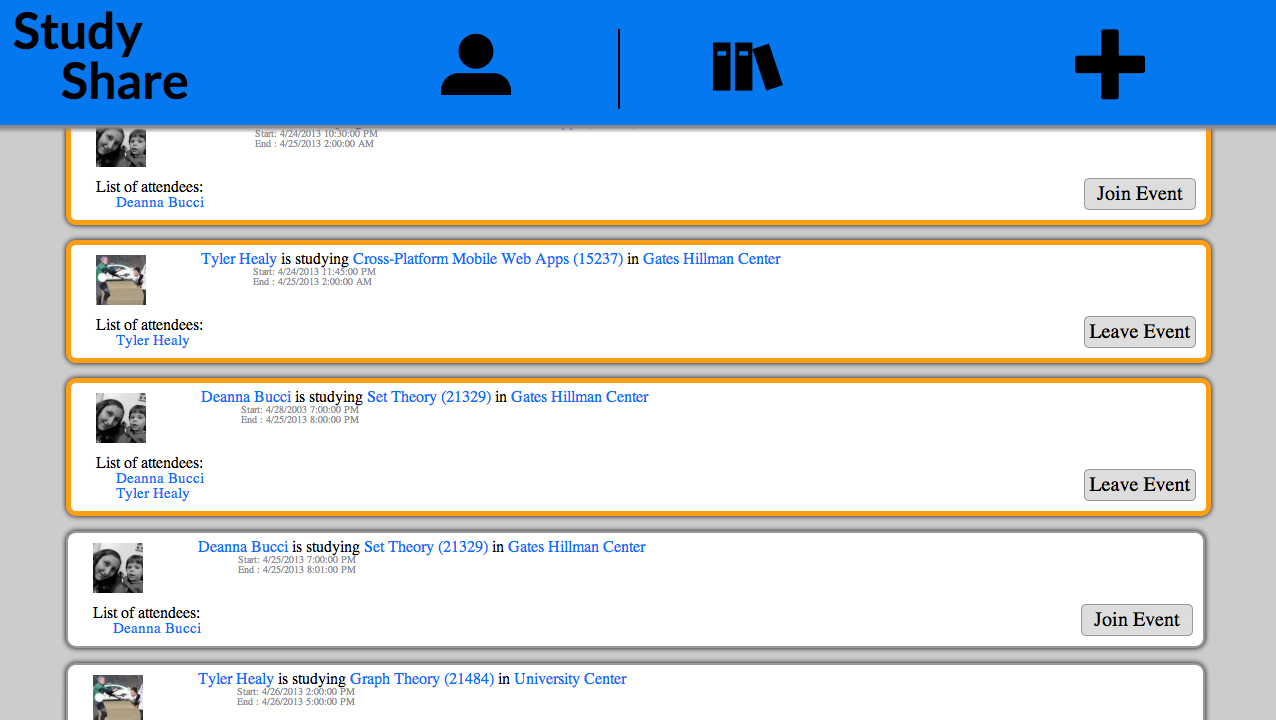 Study
Share
Start: 4/24/2013 10:30:00 PM
End : 4/25/2013 2:00:00 AM
List of attendees:
Deanna Bucci
Join Event
Tyler Healy is studying Cross-Platform Mobile Web Apps (15237) in Gates Hillman Center
Start: 4/24/2013 11:45:00 PM
End : 4/25/2013 2:00:00 AM
List of attendees:
Tyler Healy
Leave Event
Deanna Bucci is studying Set Theory (21329) in Gates Hillman Center
Start: 4/28/2003 7:00:00 PM
End : 4/25/2013 8:00:00 PM
List of attendees:
Deanna Bucci
Tyler Healy
Leave Event
Deanna Bucci is studying Set Theory (21329) in Gates Hillman Center
Start: 4/25/2013 7:00:00 PM
End : 4/25/2013 8:01:00 PM
List of attendees:
Deanna Bucci
Join Event
Tyler Healy is studying Graph Theory (21484) in University Center
Start: 4/26/2013 2:00:00 PM
End : 4/26/2013 5:00:00 PM